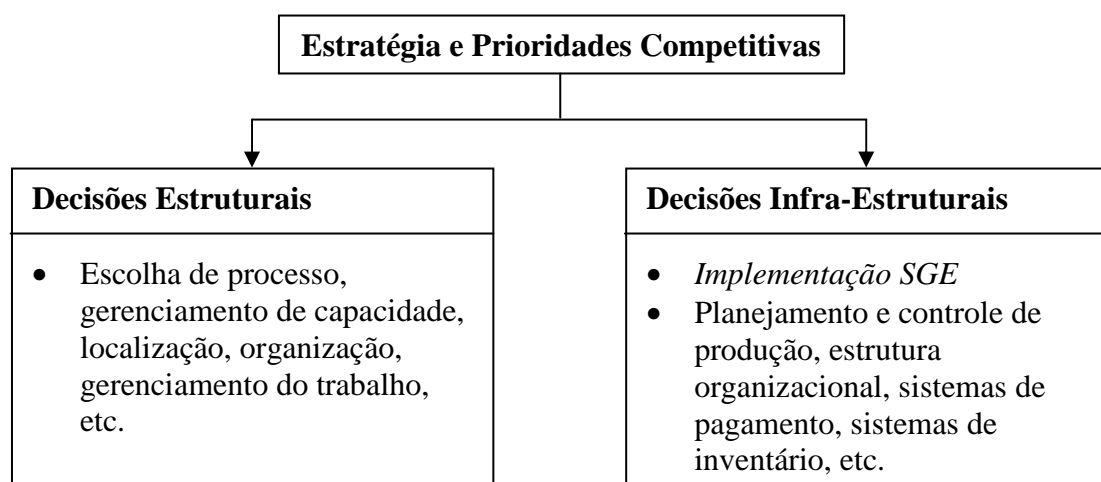 Estratégia e Prioridades Competitivas
Decisões Estruturais
• Escolha de processo,
gerenciamento de capacidade,
localização, organização,
gerenciamento do trabalho,
etc.
Decisões Infra-Estruturais
• Implementação SGE
• Planejamento e controle de
produção, estrutura
organizacional, sistemas de
pagamento, sistemas de
inventário, etc.